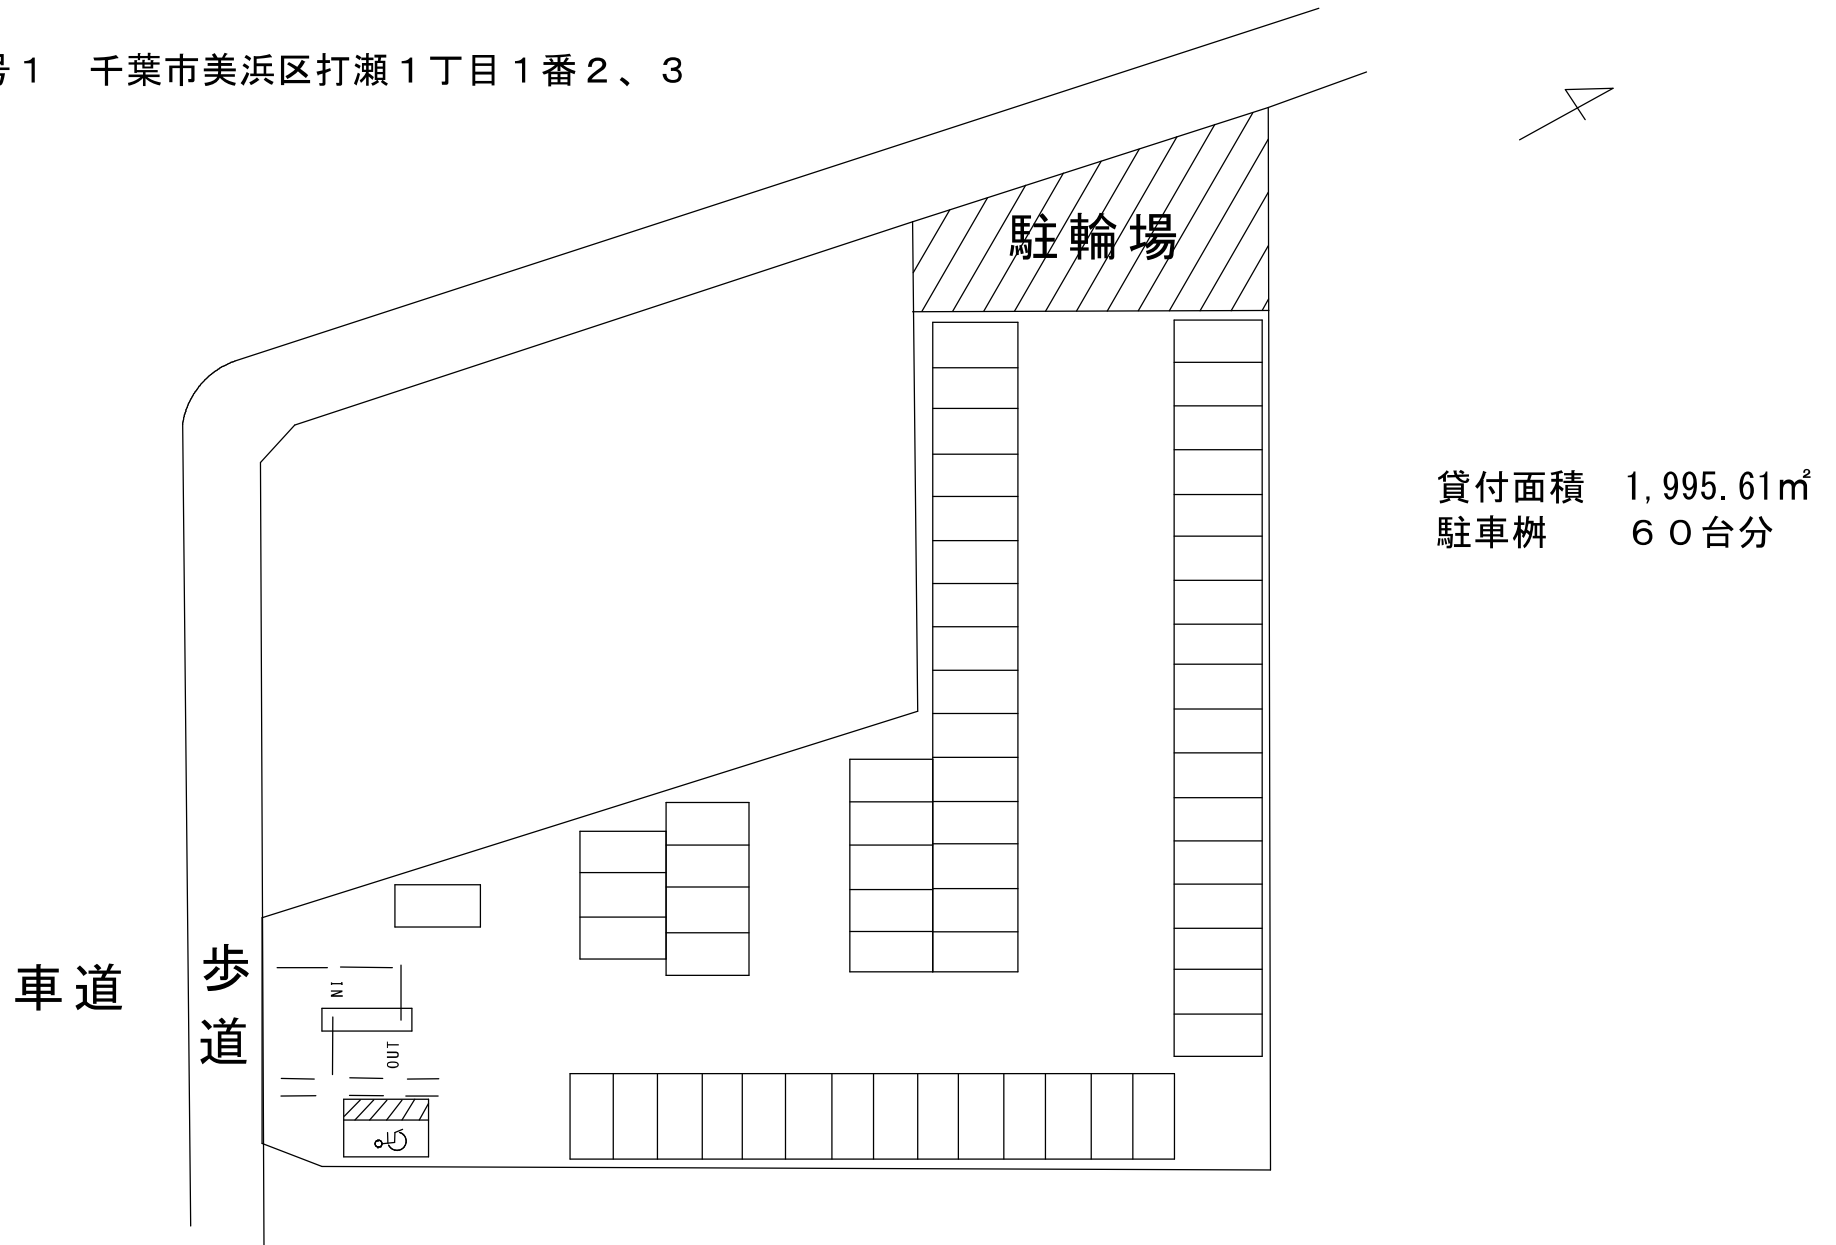 号１　千葉市美浜区打瀬１丁目１番２、３
駐輪場
貸付面積　1,995.61㎡
駐車桝　　６０台分
車道
歩道
IN
OUT